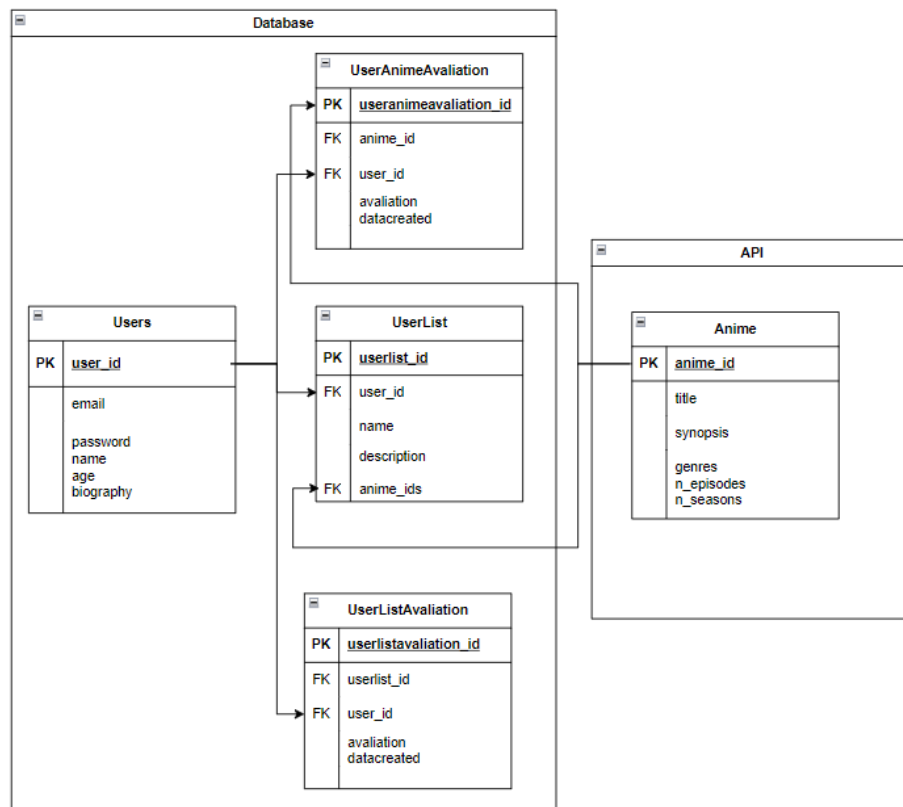 Database
UserAnimeAvaliation
PK useranimeavaliation_id
FK anime_id
FK user_id
avaliation
datacreated
Users
PK user_id
email
password
name
age
biography
UserList
PK userlist_id
FK user_id
name
description
FK anime_ids
UserListAvaliation
PK userlistavaliation_id
FK userlist_id
FK user_id
avaliation
datacreated
API
Anime
PK anime_id
title
synopsis
genres
n_episodes
n_seasons